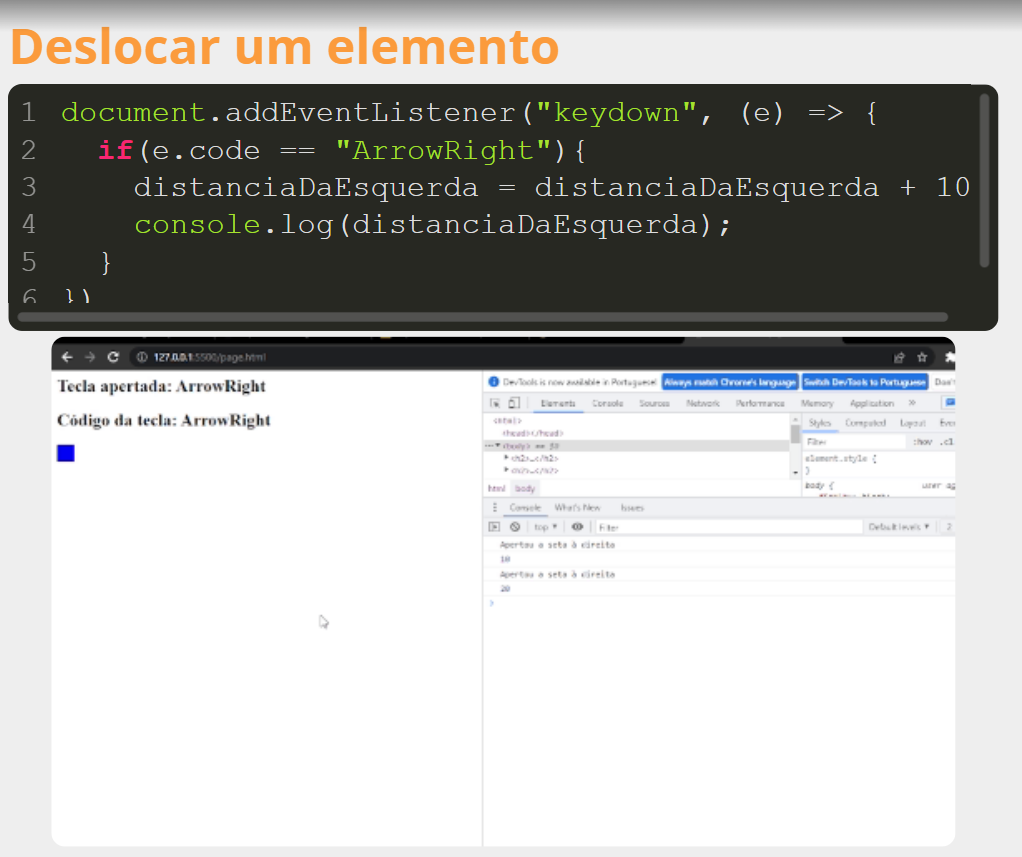 Deslocar um elemento
1 document.addEventListener("keydown", (e) => {
2 if(e.code == "ArrowRight"){
3 distanciaDaEsquerda = distanciaDaEsquerda + 10
4 console.log(distanciaDaEsquerda);
5 }
6 })
127.0.0.1:5500/page.html
Tecla apertada: ArrowRight
Código da tecla: ArrowRight
DevTools is now available in Portuguese! Always match Chrome's language Switch DevTools to Portuguese Don't
Elements Console Sources Network Performance Memory Application »
<html>
<head></head>
<body> == $0
<h2>…</h2>
<h2>…</h2>
html body
Styles Computed Layout
Filter :hov .cl
element.style {
}
body { user ag
Console What's New Issues
top Filter Default levels 2
Apertou a seta à direita
10
Apertou a seta à direita
20